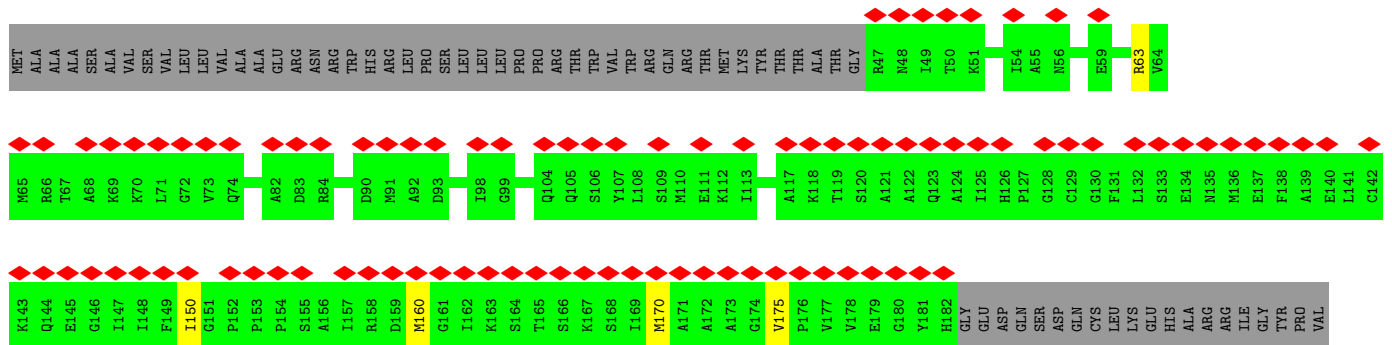 MET ALA ALA ALA SER ALA VAL SER VAL LEU LEU VAL ALA ALA GLU ARG ASN ARG TRP HIS ARG LEU PRO SER LEU LEU LEU PRO PRO ARG THR TRP VAL TRP ARG GLN ARG THR MET LYS TYR THR THR ALA THR GLY R47 N48 I49 T50 K51 I54 A55 N56 E59 R63 V64
M65 R66 T67 A68 K69 K70 L71 G72 V73 Q74 A82 D83 R84 D90 M91 A92 D93 I98 G99 Q104 Q105 S106 Y107 L108 S109 M110 E111 K112 I113 A117 K118 T119 S120 A121 A122 Q123 A124 I125 H126 P127 G128 C129 G130 F131 L132 S133 E134 N135 M136 E137 F138 A139 E140 L141 C142
K143 Q144 E145 G146 I147 I148 F149 I150 G151 P152 P153 P154 S155 A156 I157 R158 D159 M160 G161 I162 K163 S164 T165 S166 K167 S168 I169 M170 A171 A172 A173 G174 V175 P176 V177 V178 E179 G180 Y181 H182 GLY GLU ASP GLN SER ASP GLN CYS LEU LYS GLU HIS ALA ARG ARG ILE GLY TYR PRO VAL